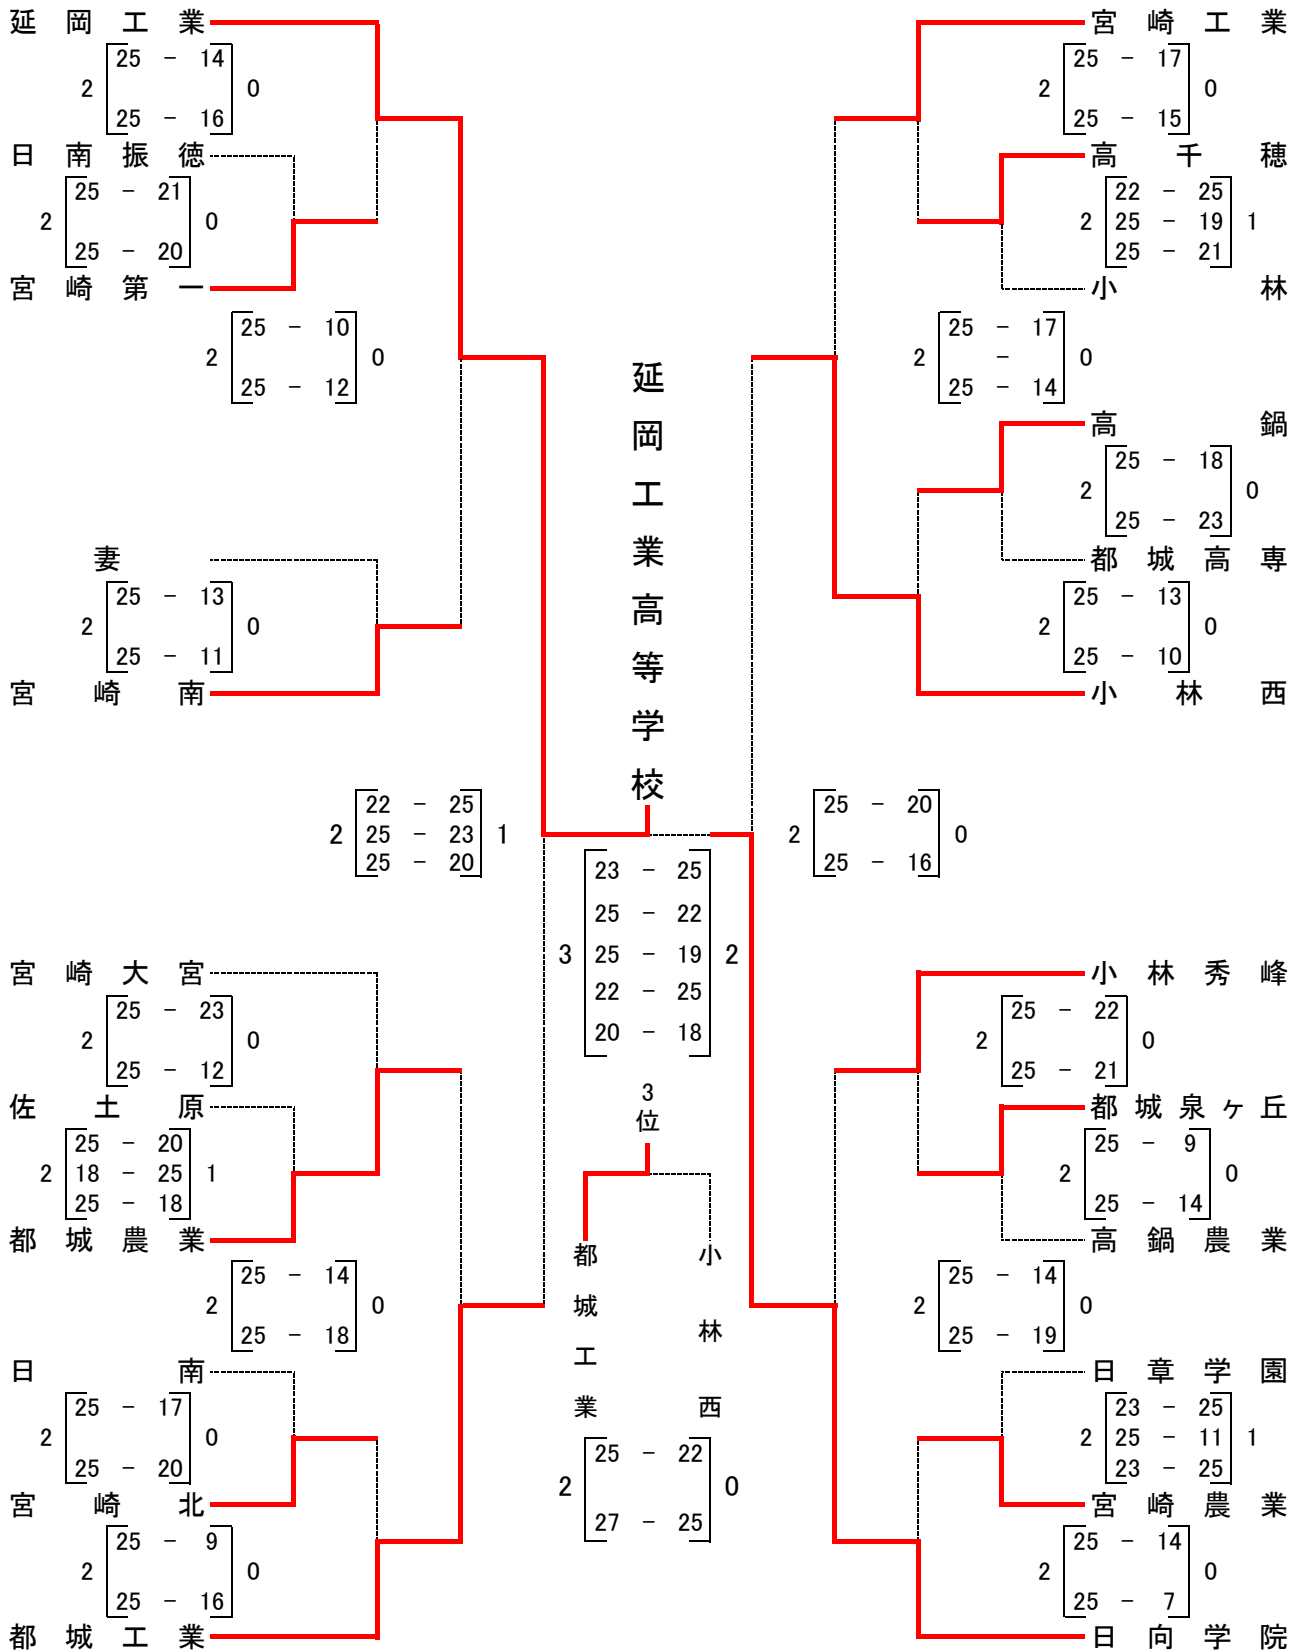 延岡工業
25 - 14
2 0
25 - 16
日南振徳
25 - 21
2 0
25 - 20
宮崎第一
25 - 10
2 0
25 - 12
妻
25 - 13
2 0
25 - 11
宮崎南
22 - 25
2 25 - 23 1
25 - 20
宮崎大宮
25 - 23
2 0
25 - 12
佐土原
25 - 20
2 18 - 25 1
25 - 18
都城農業
25 - 14
2 0
25 - 18
日南
25 - 17
2 0
25 - 20
宮崎北
25 - 9
2 0
25 - 16
都城工業
延岡工業高等学校
23 - 25
25 - 22
3 25 - 19 2
22 - 25
20 - 18
3位
都城工業
小林西
25 - 22
2 0
27 - 25
宮崎工業
25 - 17
2 0
25 - 15
高千穂
22 - 25
2 25 - 19 1
25 - 21
小林
25 - 17
2 - 0
25 - 14
高鍋
25 - 18
2 0
25 - 23
都城高専
25 - 13
2 0
25 - 10
小林西
25 - 20
2 0
25 - 16
小林秀峰
25 - 22
2 0
25 - 21
都城泉ヶ丘
25 - 9
2 0
25 - 14
高鍋農業
25 - 14
2 0
25 - 19
日章学園
23 - 25
2 25 - 11 1
23 - 25
宮崎農業
25 - 14
2 0
25 - 7
日向学院